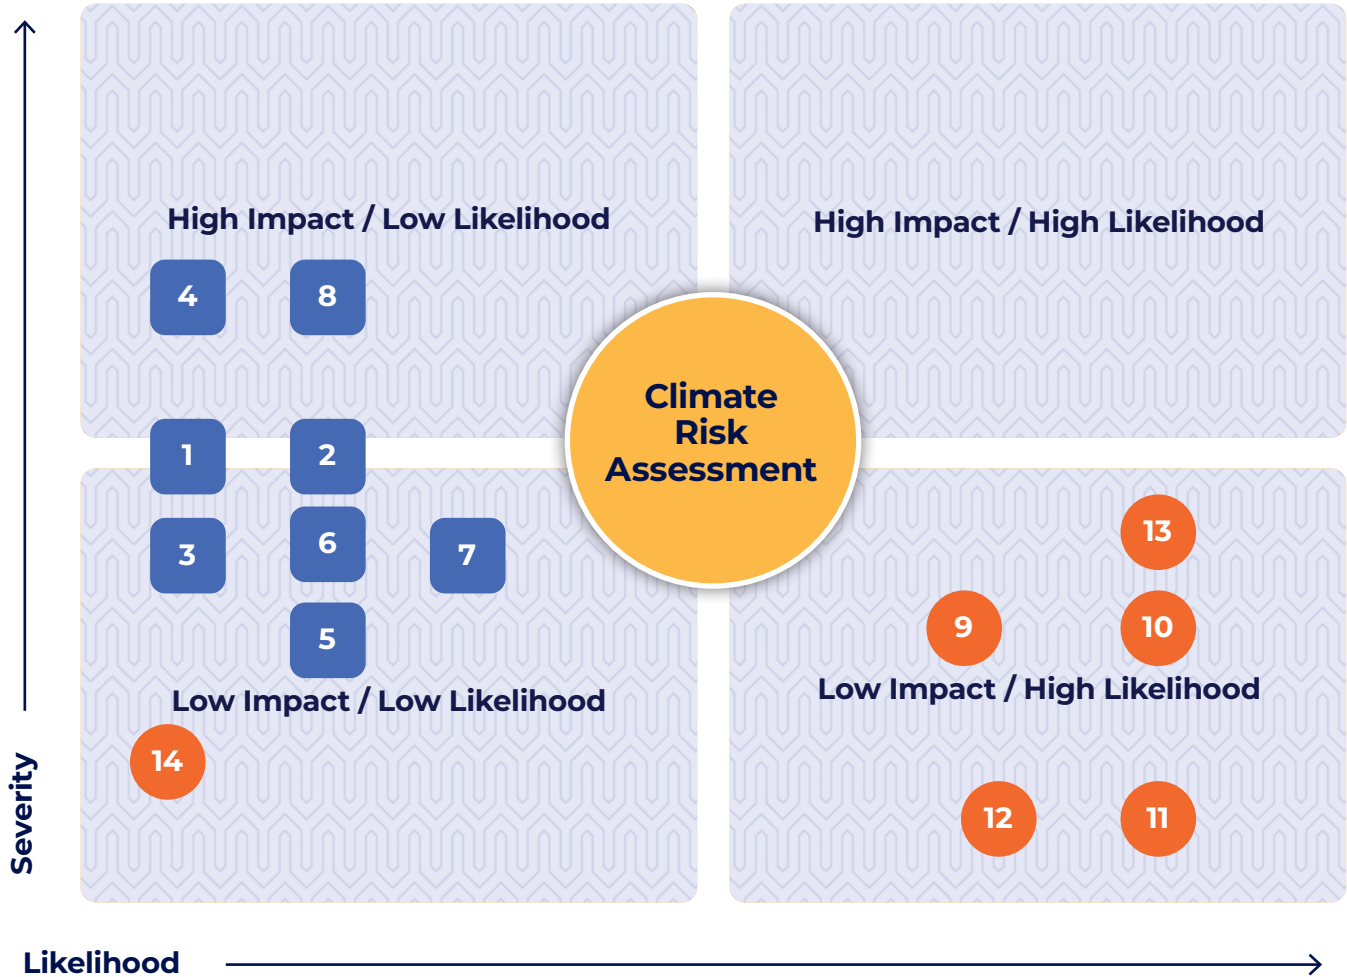 High Impact / Low Likelihood
High Impact / High Likelihood
4
8
Climate
Risk
Assessment
1
2
3
6
7
5
13
9
10
Low Impact / Low Likelihood
Low Impact / High Likelihood
14
12
11
Severity
Likelihood